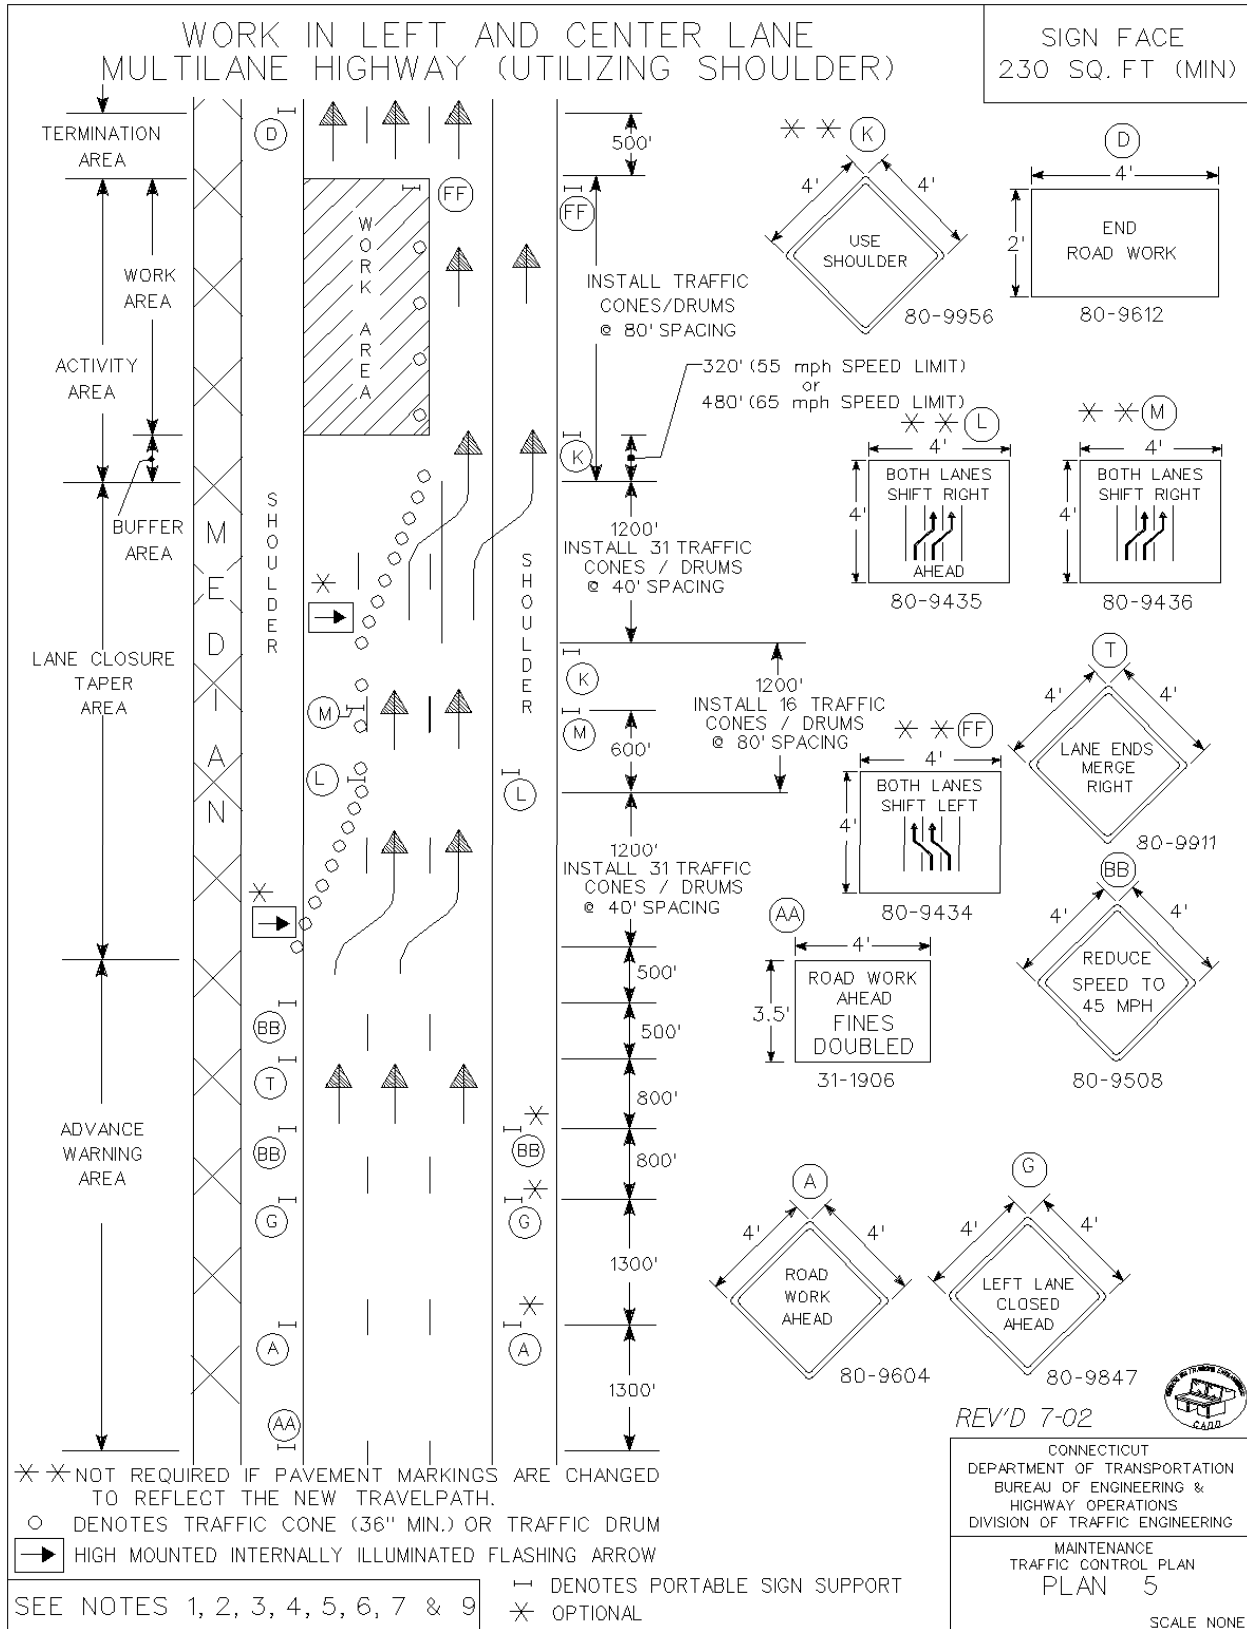 WORK IN LEFT AND CENTER LANE
MULTILANE HIGHWAY (UTILIZING SHOULDER)
SIGN FACE
230 SQ.FT (MIN)
TERMINATION
AREA
WORK
AREA
ACTIVITY
AREA
BUFFER
AREA
LANE CLOSURE
TAPER
AREA
ADVANCE
WARNING
AREA
MEDIAN
SHOULDER
SHOULDER
WORK AREA
D
FF
FF
K
*
K
M
M
L
L
*
BB
T
*
BB
BB
*
G
G
*
A
A
AA
500'
INSTALL TRAFFIC
CONES/DRUMS
@ 80' SPACING
320' (55 mph SPEED LIMIT)
or
480' (65 mph SPEED LIMIT)
1200'
INSTALL 31 TRAFFIC
CONES / DRUMS
@ 40' SPACING
1200'
INSTALL 16 TRAFFIC
CONES / DRUMS
@ 80' SPACING
600'
1200'
INSTALL 31 TRAFFIC
CONES / DRUMS
@ 40' SPACING
500'
500'
800'
800'
1300'
1300'
* * K
4' 4'
USE
SHOULDER
80-9956
D
4'
2'
END
ROAD WORK
80-9612
* * L
4'
4'
BOTH LANES
SHIFT RIGHT
AHEAD
80-9435
* * M
4'
4'
BOTH LANES
SHIFT RIGHT
80-9436
T
4' 4'
LANE ENDS
MERGE
RIGHT
80-9911
* * FF
4'
4'
BOTH LANES
SHIFT LEFT
80-9434
BB
4' 4'
REDUCE
SPEED TO
45 MPH
80-9508
AA
4'
3.5'
ROAD WORK
AHEAD
FINES
DOUBLED
31-1906
A
4' 4'
ROAD
WORK
AHEAD
80-9604
G
4' 4'
LEFT LANE
CLOSED
AHEAD
80-9847
REV'D 7-02
CADD
* * NOT REQUIRED IF PAVEMENT MARKINGS ARE CHANGED
TO REFLECT THE NEW TRAVELPATH.
DENOTES TRAFFIC CONE (36" MIN.) OR TRAFFIC DRUM
HIGH MOUNTED INTERNALLY ILLUMINATED FLASHING ARROW
SEE NOTES 1, 2, 3, 4, 5, 6, 7 & 9
DENOTES PORTABLE SIGN SUPPORT
* OPTIONAL
CONNECTICUT
DEPARTMENT OF TRANSPORTATION
BUREAU OF ENGINEERING &
HIGHWAY OPERATIONS
DIVISION OF TRAFFIC ENGINEERING
MAINTENANCE
TRAFFIC CONTROL PLAN
PLAN 5
SCALE NONE